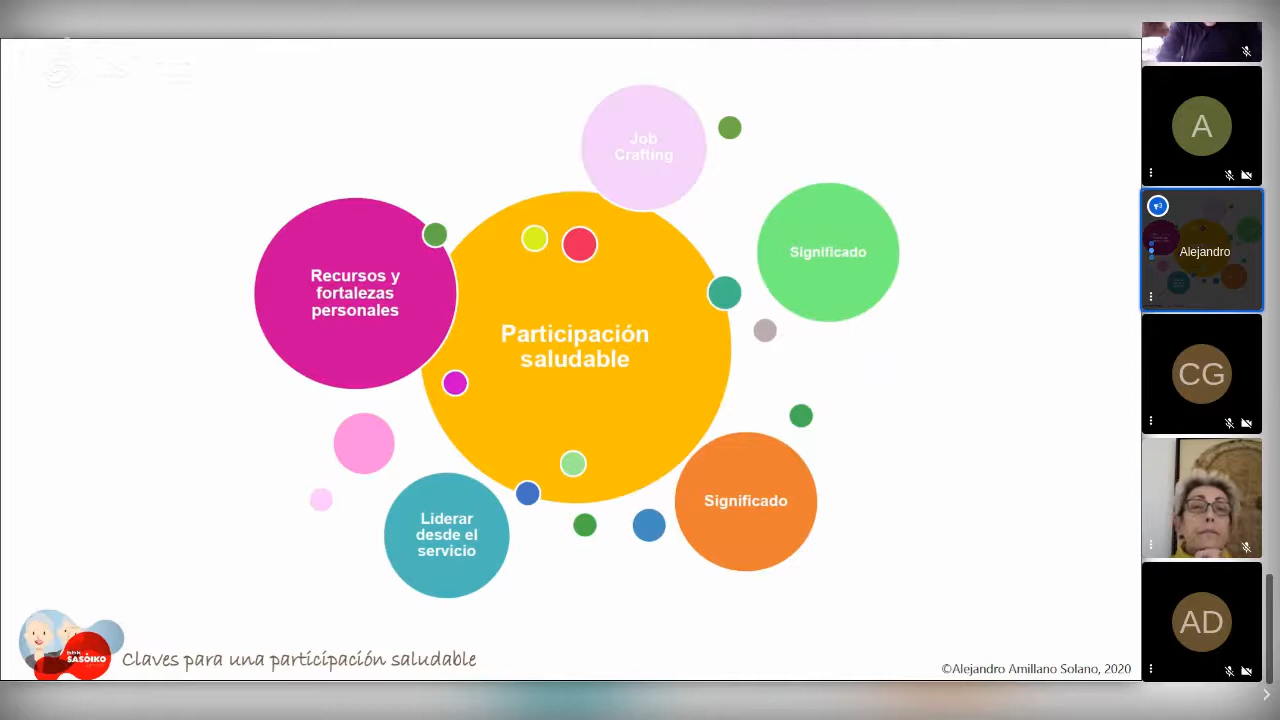 Job
Crafting
Significado
Recursos y
fortalezas
personales
Participación
saludable
Significado
Liderar
desde el
servicio
bbk
SASOIKO
Claves para una participación saludable
©Alejandro Amillano Solano, 2020
A
Alejandro
CG
AD